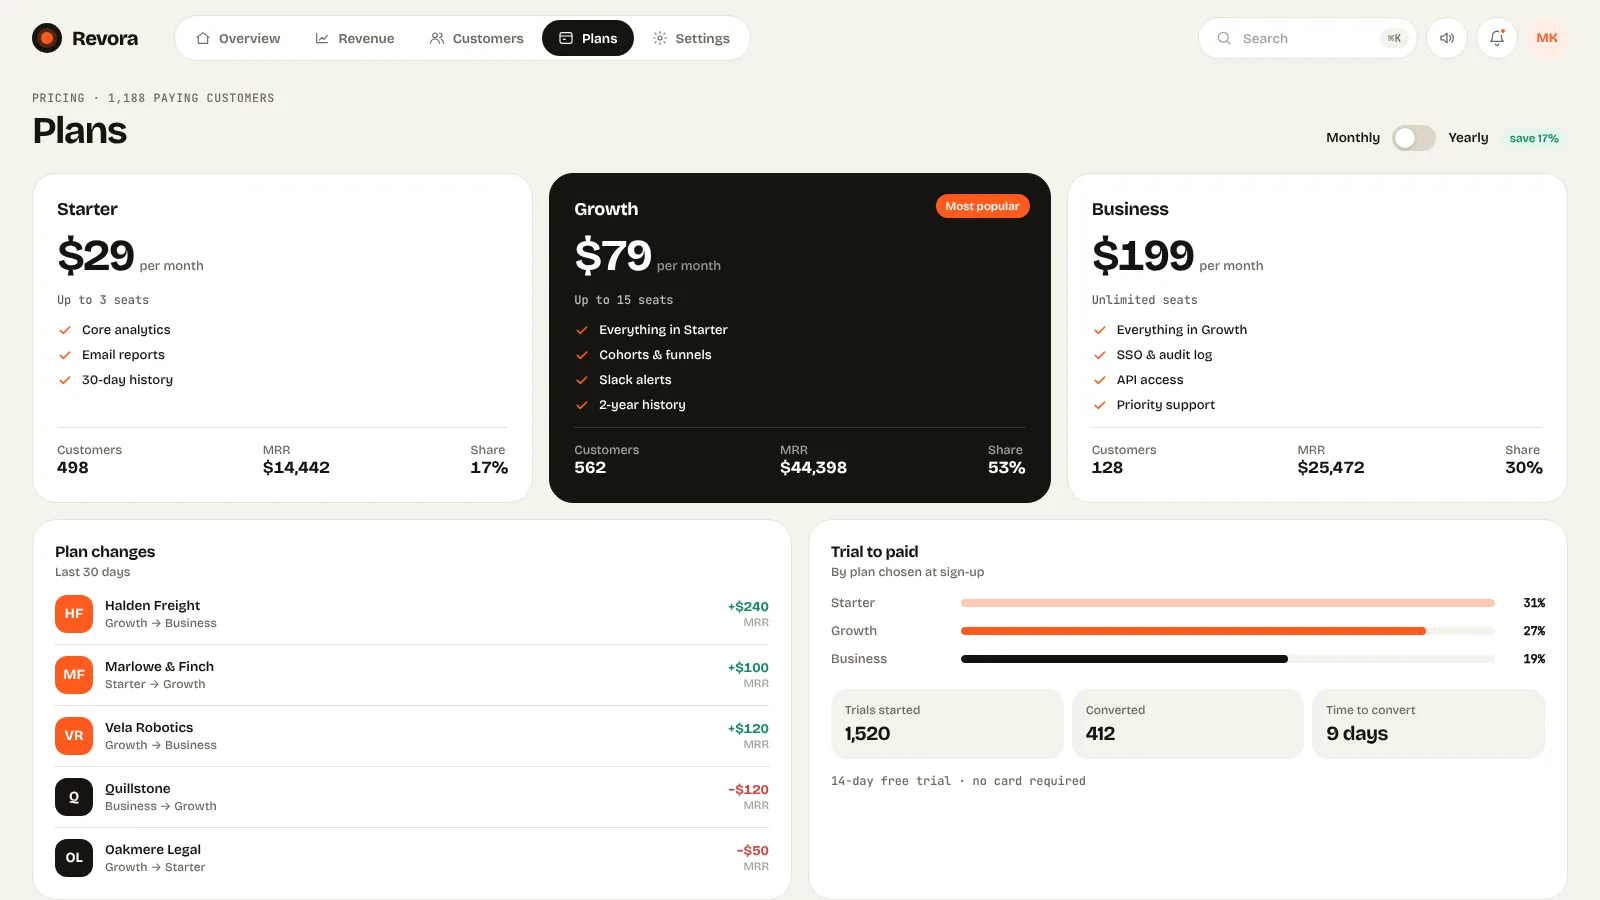 Revora
Overview
Revenue
Customers
Plans
Settings
Search
⌘K
MK
PRICING · 1,188 PAYING CUSTOMERS
Plans
Monthly
Yearly
save 17%
Starter
$29 per month
Up to 3 seats
Core analytics
Email reports
30-day history
Customers
498
MRR
$14,442
Share
17%
Growth
Most popular
$79 per month
Up to 15 seats
Everything in Starter
Cohorts & funnels
Slack alerts
2-year history
Customers
562
MRR
$44,398
Share
53%
Business
$199 per month
Unlimited seats
Everything in Growth
SSO & audit log
API access
Priority support
Customers
128
MRR
$25,472
Share
30%
Plan changes
Last 30 days
HF
Halden Freight
Growth → Business
+$240
MRR
MF
Marlowe & Finch
Starter → Growth
+$100
MRR
VR
Vela Robotics
Growth → Business
+$120
MRR
Q
Quillstone
Business → Growth
−$120
MRR
OL
Oakmere Legal
Growth → Starter
−$50
MRR
Trial to paid
By plan chosen at sign-up
Starter 31%
Growth 27%
Business 19%
Trials started
1,520
Converted
412
Time to convert
9 days
14-day free trial · no card required